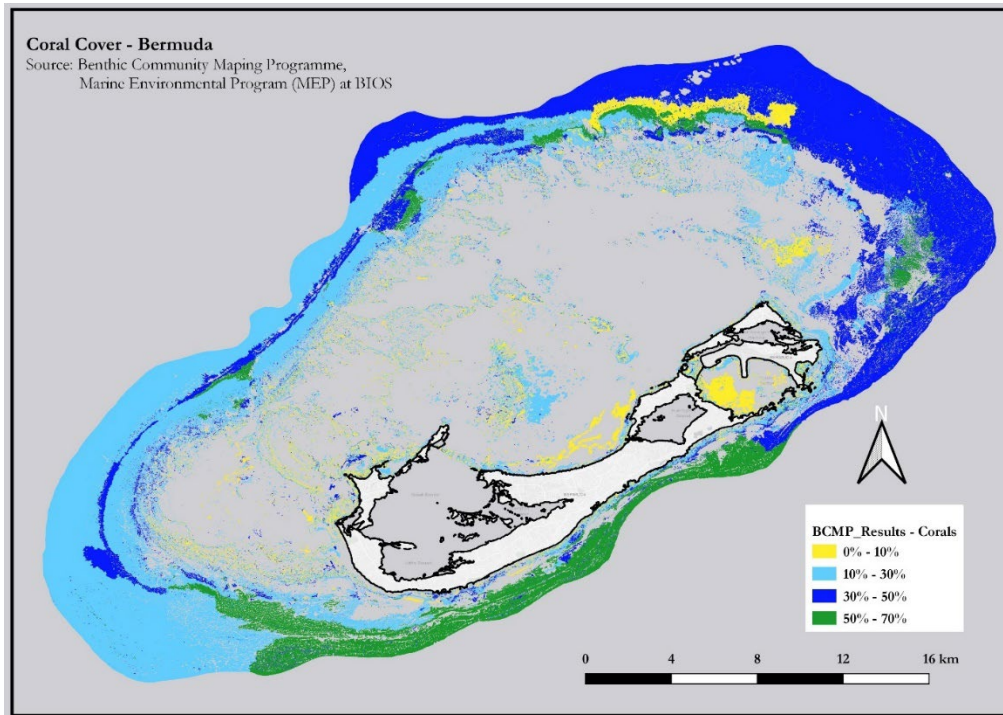 Coral Cover - Bermuda
Source: Benthic Community Maping Programme,
Marine Environmental Program (MEP) at BIOS
N
BCMP_Results - Corals
0% - 10%
10% - 30%
30% - 50%
50% - 70%
0 4 8 12 16 km